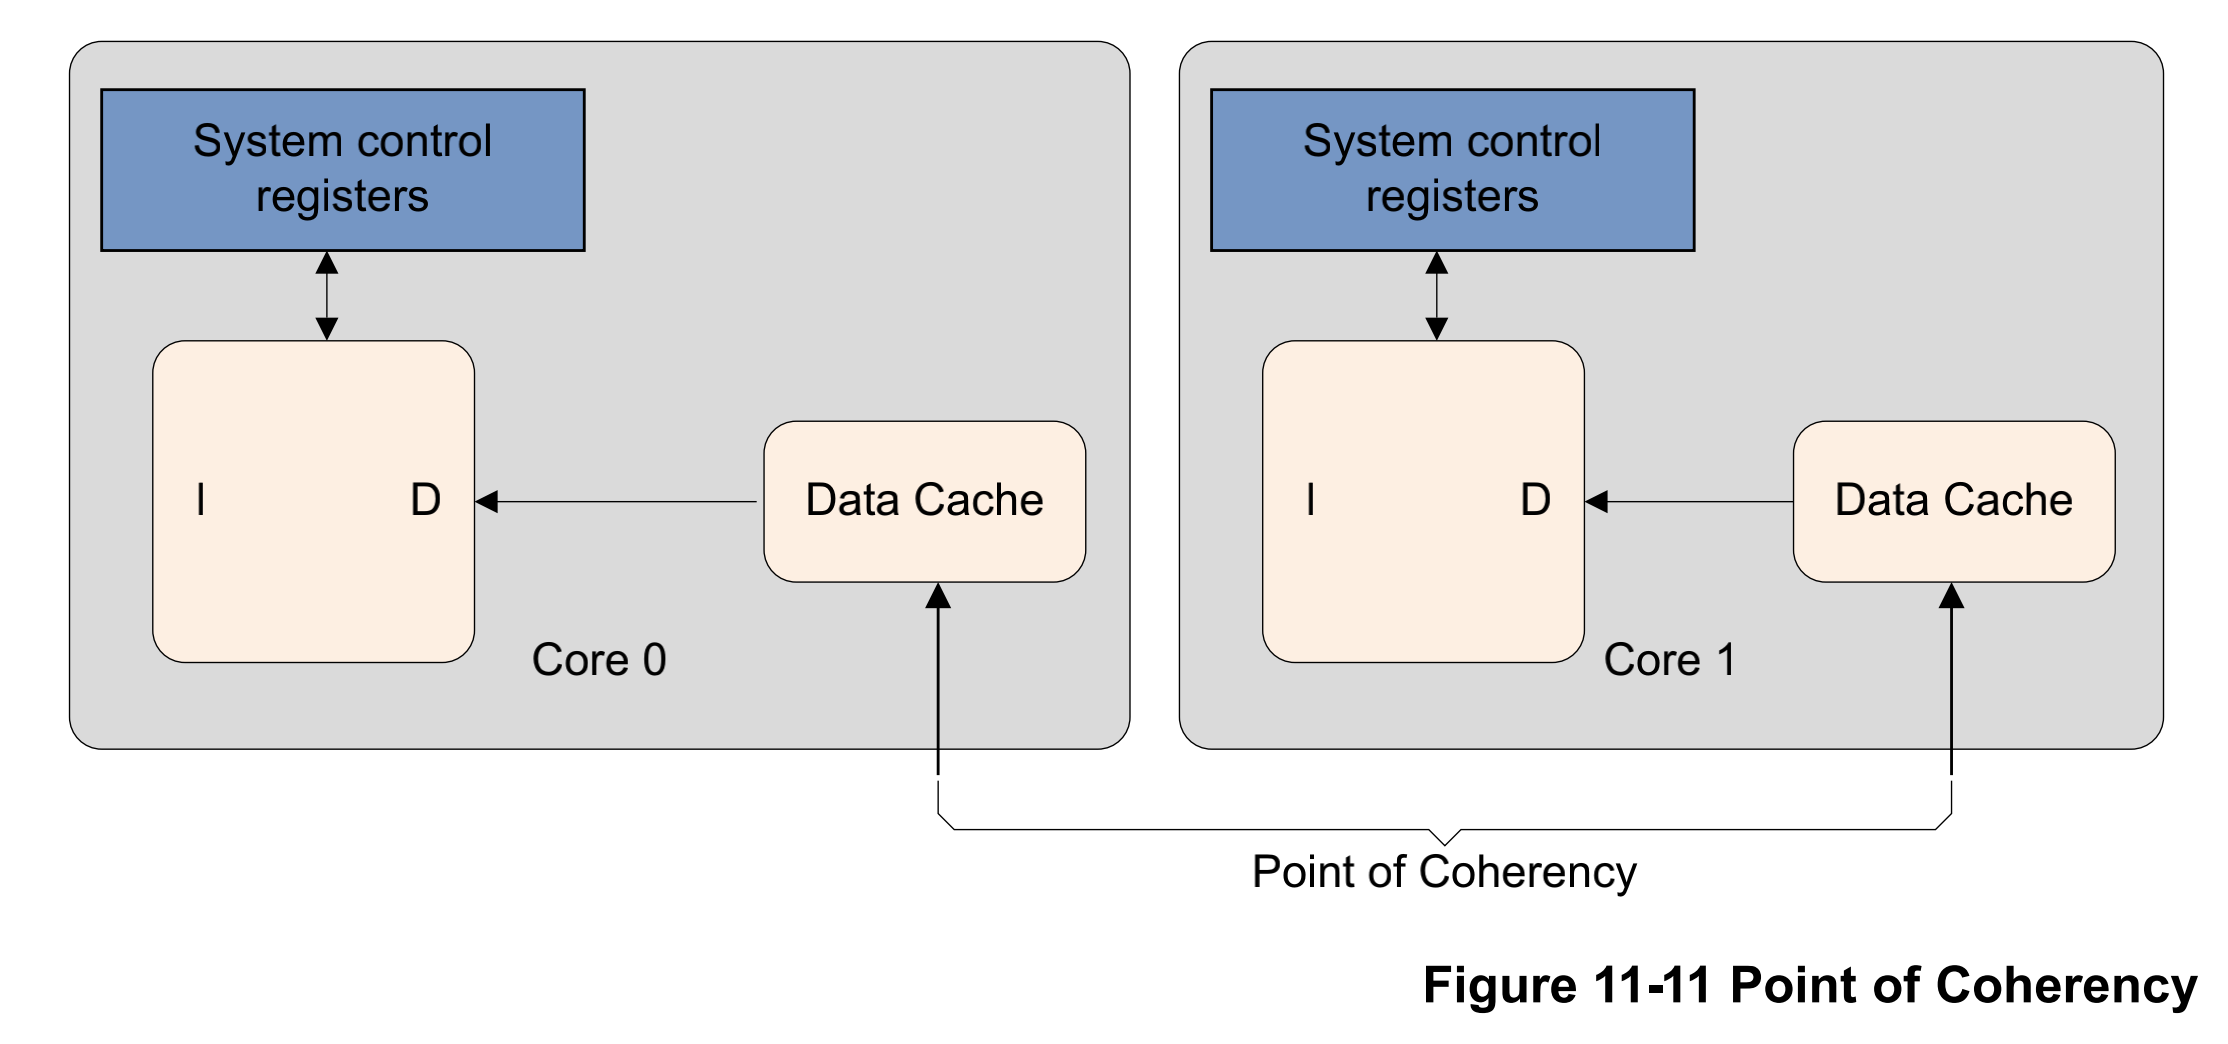 System control
registers
I
D
Data Cache
Core 0
System control
registers
I
D
Data Cache
Core 1
Point of Coherency
Figure 11-11 Point of Coherency